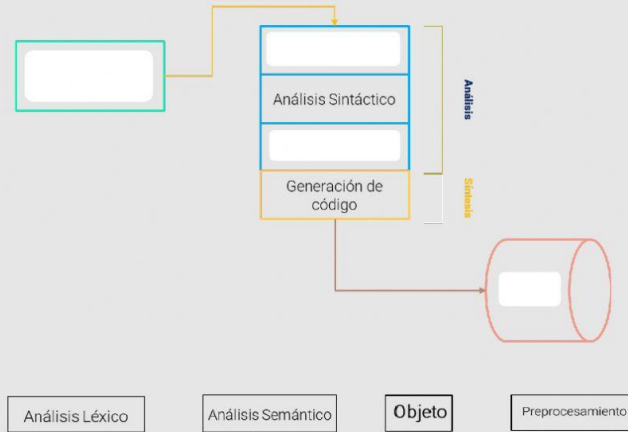 Análisis Sintáctico
Análisis
Generación de
código
Síntesis
Análisis Léxico
Análisis Semántico
Objeto
Preprocesamiento